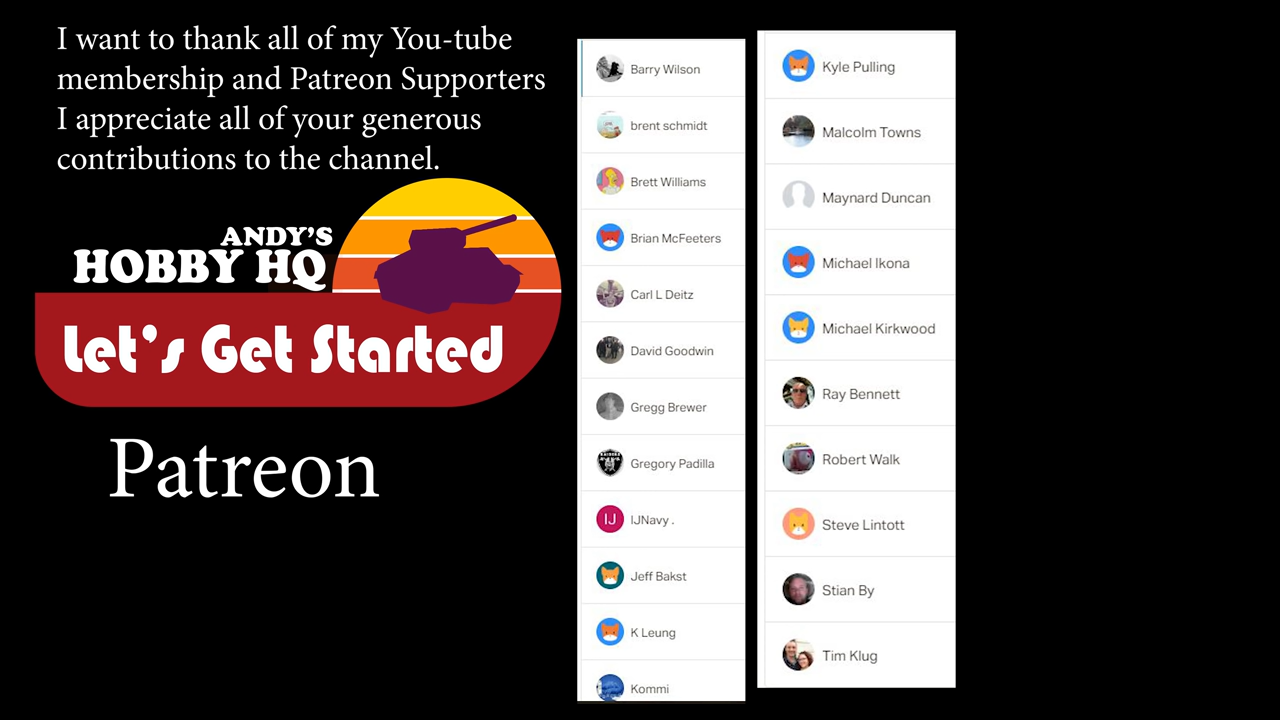 I want to thank all of my You-tube
membership and Patreon Supporters
I appreciate all of your generous
contributions to the channel.
ANDY'S
HOBBY HQ
Let's Get Started
Patreon
Barry Wilson
brent schmidt
Brett Williams
Brian McFeeters
Carl L Deitz
David Goodwin
Gregg Brewer
Gregory Padilla
IJ
IJNavy .
Jeff Bakst
K Leung
Kommi
Kyle Pulling
Malcolm Towns
Maynard Duncan
Michael Ikona
Michael Kirkwood
Ray Bennett
Robert Walk
Steve Lintott
Stian By
Tim Klug